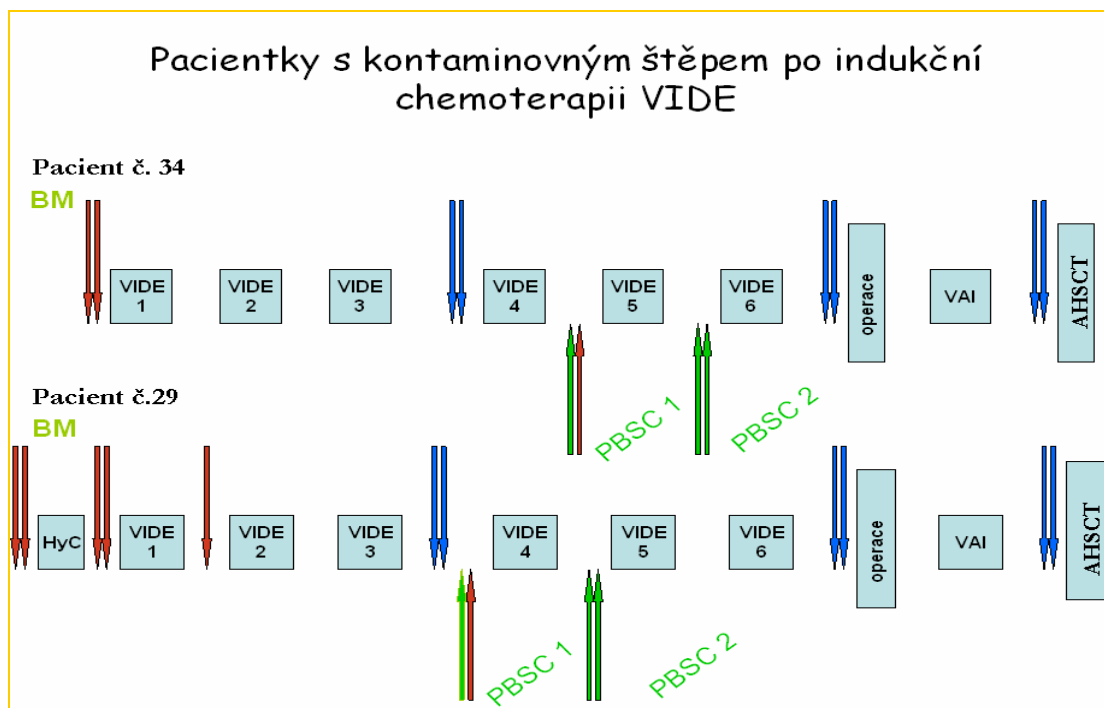 Pacientky s kontaminovným štěpem po indukční
chemoterapii VIDE
Pacient č. 34
BM
VIDE
1
VIDE
2
VIDE
3
VIDE
4
VIDE
5
VIDE
6
operace
VAI
AHSCT
PBSC 1
PBSC 2
Pacient č.29
BM
HyC
VIDE
1
VIDE
2
VIDE
3
VIDE
4
VIDE
5
VIDE
6
operace
VAI
AHSCT
PBSC 1
PBSC 2